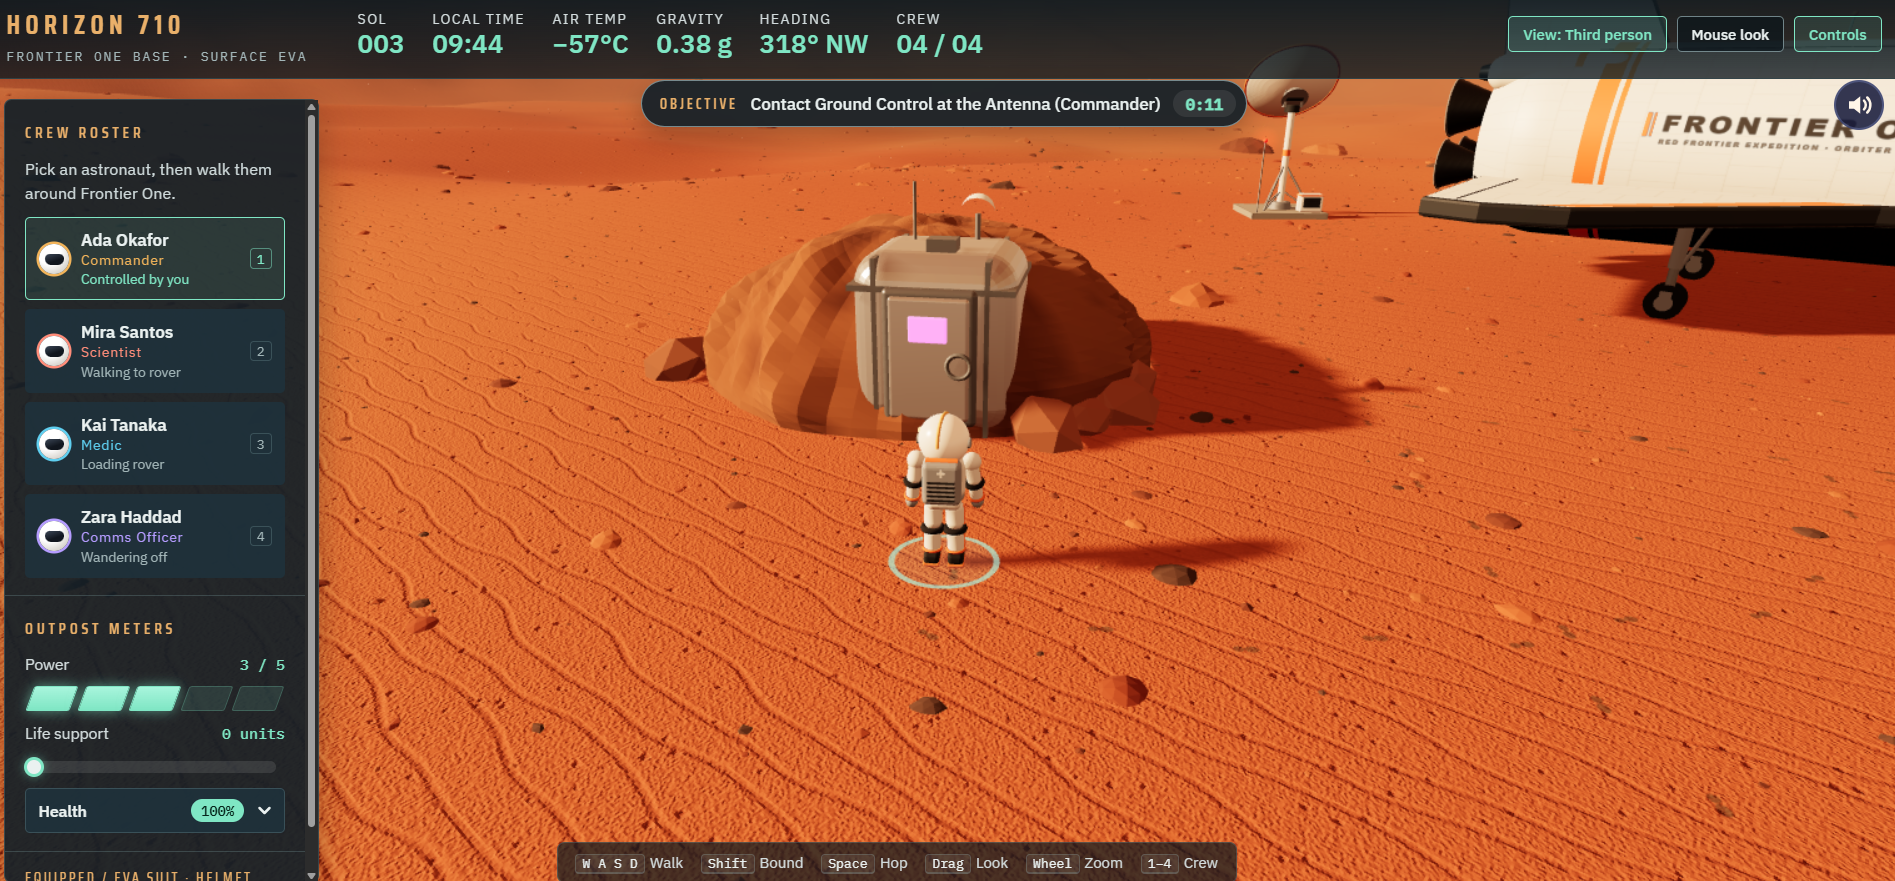 HORIZON 710
FRONTIER ONE BASE · SURFACE EVA
SOL
003
LOCAL TIME
09:44
AIR TEMP
−57°C
GRAVITY
0.38 g
HEADING
318° NW
CREW
04 / 04
View: Third person
Mouse look
Controls
OBJECTIVE Contact Ground Control at the Antenna (Commander) 0:11
FRONTIER O
RED FRONTIER EXPEDITION · ORBITER
CREW ROSTER
Pick an astronaut, then walk them
around Frontier One.
Ada Okafor
Commander
Controlled by you
1
Mira Santos
Scientist
Walking to rover
2
Kai Tanaka
Medic
Loading rover
3
Zara Haddad
Comms Officer
Wandering off
4
OUTPOST METERS
Power 3 / 5
Life support 0 units
Health 100%
EQUIPPED / EVA SUIT · HELMET
W A S D Walk Shift Bound Space Hop Drag Look Wheel Zoom 1–4 Crew